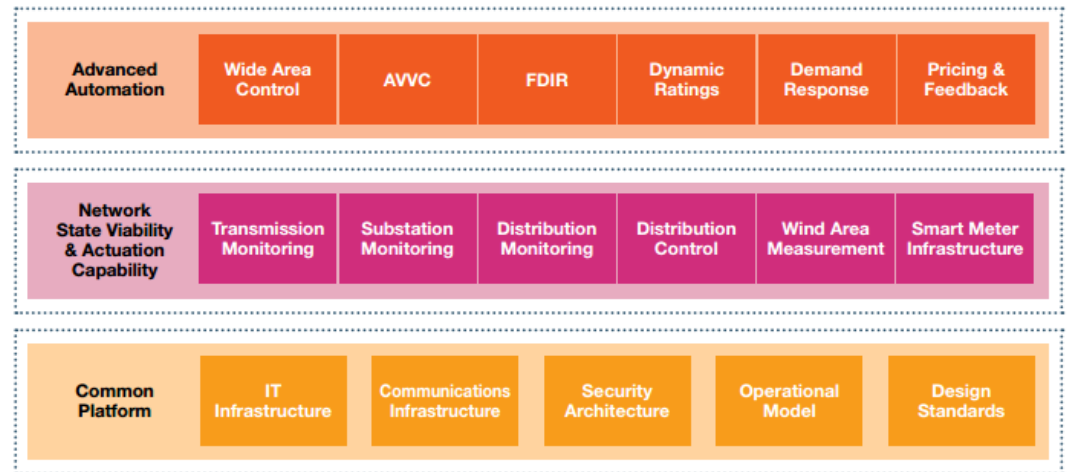 Advanced
Automation
Wide Area
Control
AVVC
FDIR
Dynamic
Ratings
Demand
Response
Pricing &
Feedback
Network
State Viability
& Actuation
Capability
Transmission
Monitoring
Substation
Monitoring
Distribution
Monitoring
Distribution
Control
Wind Area
Measurement
Smart Meter
Infrastructure
Common
Platform
IT
Infrastructure
Communications
Infrastructure
Security
Architecture
Operational
Model
Design
Standards